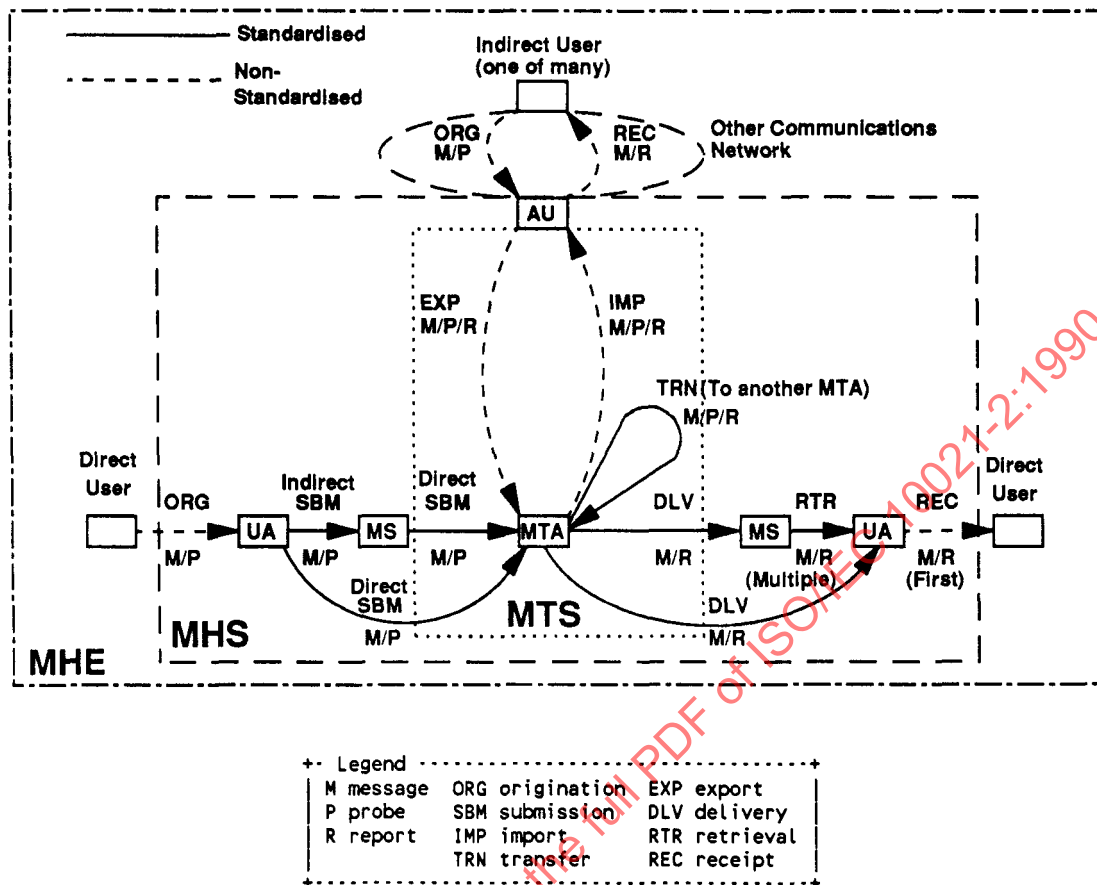 Standardised
Non-
Standardised
Indirect User
(one of many)
ORG
M/P
REC
M/R
Other Communications
Network
AU
EXP
M/P/R
IMP
M/P/R
TRN (To another MTA)
M/P/R
Direct
User
ORG
M/P
UA
Indirect
SBM
M/P
MS
Direct
SBM
M/P
MTA
DLV
M/R
MS
RTR
M/R
(Multiple)
UA
REC
M/R
(First)
Direct
User
Direct
SBM
M/P
DLV
M/R
MTS
MHS
MHE
Legend
M message ORG origination EXP export
P probe SBM submission DLV delivery
R report IMP import RTR retrieval
TRN transfer REC receipt
the full PDF of ISO/IEC 10021-2:1990